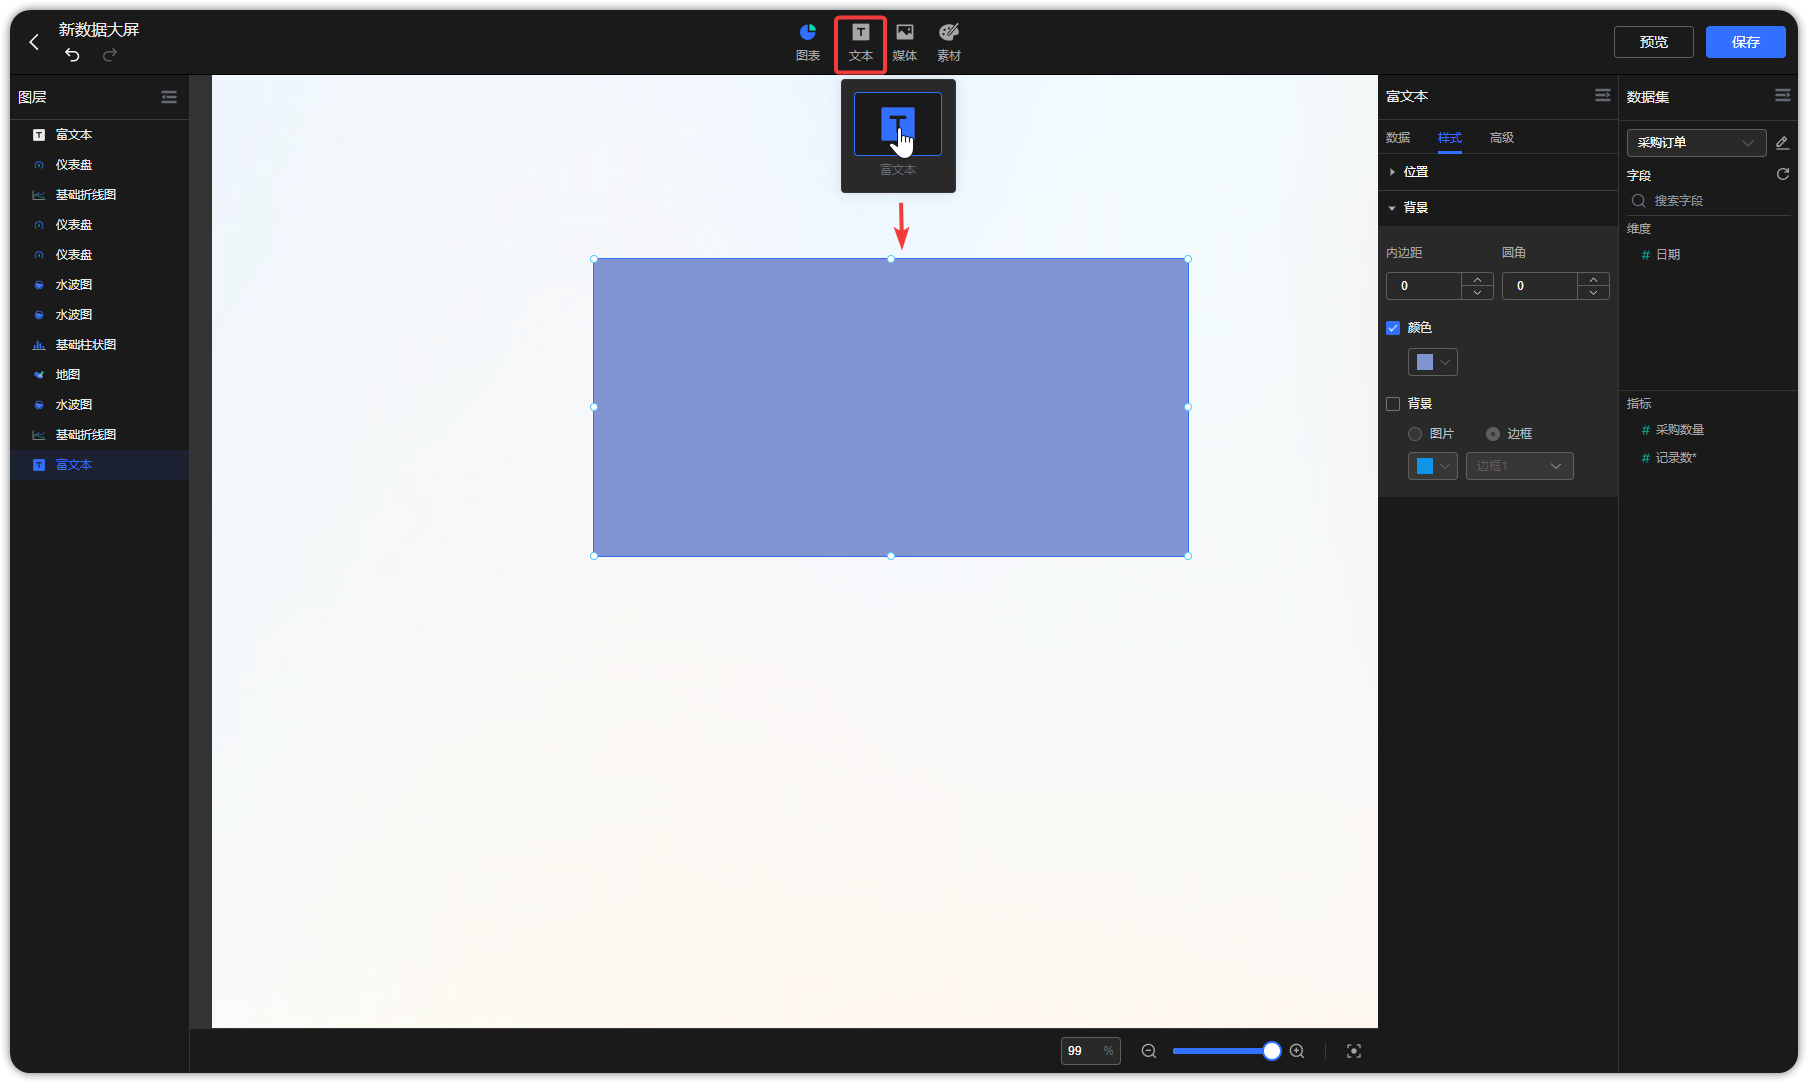 新数据大屏
图表
文本
媒体
素材
预览
保存
图层
富文本
仪表盘
基础折线图
仪表盘
仪表盘
水波图
水波图
基础柱状图
地图
水波图
基础折线图
富文本
T
富文本
99 %
富文本
数据 样式 高级
位置
背景
内边距 圆角
0 0
颜色
背景
图片 边框
边框1
数据集
采购订单
字段
搜索字段
维度
# 日期
指标
# 采购数量
# 记录数*